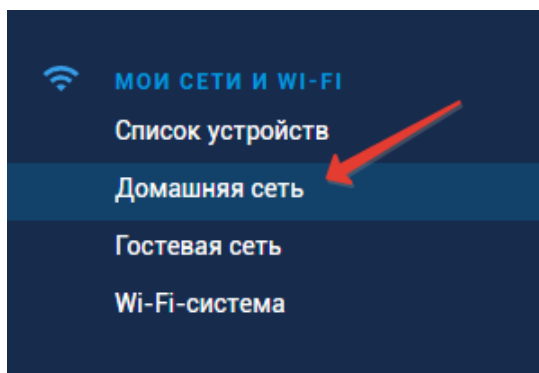 МОИ СЕТИ И WI-FI
Список устройств
Домашняя сеть
Гостевая сеть
Wi-Fi-система